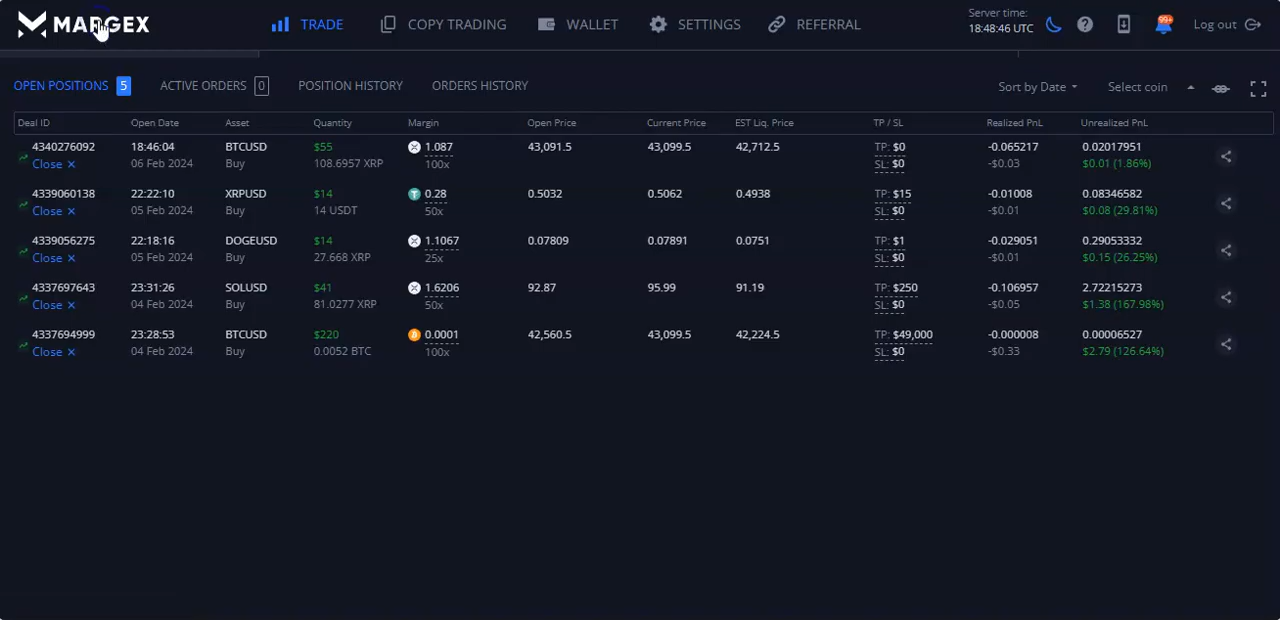 MARGEX TRADE COPY TRADING WALLET SETTINGS REFERRAL Server time: 18:48:46 UTC 99+ Log out
OPEN POSITIONS 5 ACTIVE ORDERS 0 POSITION HISTORY ORDERS HISTORY Sort by Date Select coin
Deal ID Open Date Asset Quantity Margin Open Price Current Price EST Liq. Price TP / SL Realized PnL Unrealized PnL
4340276092 18:46:04 BTCUSD $55 1.087 43,091.5 43,099.5 42,712.5 TP: $0 -0.065217 0.02017951
Close × 06 Feb 2024 Buy 108.6957 XRP 100x SL: $0 -$0.03 $0.01 (1.86%)
4339060138 22:22:10 XRPUSD $14 0.28 0.5032 0.5062 0.4938 TP: $15 -0.01008 0.08346582
Close × 05 Feb 2024 Buy 14 USDT 50x SL: $0 -$0.01 $0.08 (29.81%)
4339056275 22:18:16 DOGEUSD $14 1.1067 0.07809 0.07891 0.0751 TP: $1 -0.029051 0.29053332
Close × 05 Feb 2024 Buy 27.668 XRP 25x SL: $0 -$0.01 $0.15 (26.25%)
4337697643 23:31:26 SOLUSD $41 1.6206 92.87 95.99 91.19 TP: $250 -0.106957 2.72215273
Close × 04 Feb 2024 Buy 81.0277 XRP 50x SL: $0 -$0.05 $1.38 (167.98%)
4337694999 23:28:53 BTCUSD $220 0.0001 42,560.5 43,099.5 42,224.5 TP: $49,000 -0.000008 0.00006527
Close × 04 Feb 2024 Buy 0.0052 BTC 100x SL: $0 -$0.33 $2.79 (126.64%)